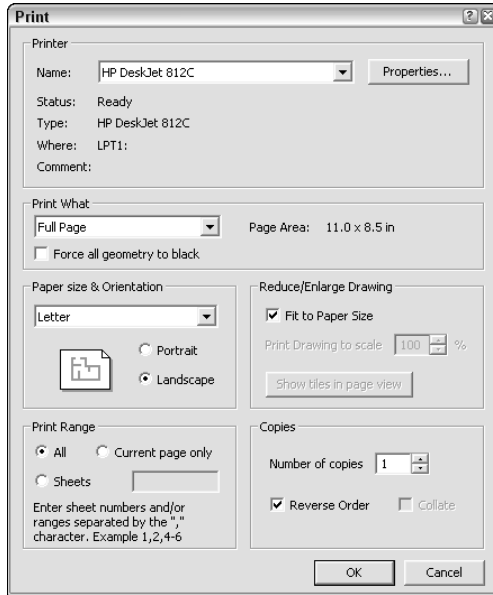 Print
Printer
Name: HP DeskJet 812C Properties...
Status: Ready
Type: HP DeskJet 812C
Where: LPT1:
Comment:
Print What
Full Page Page Area: 11.0 x 8.5 in
Force all geometry to black
Paper size & Orientation
Letter
Portrait
Landscape
Reduce/Enlarge Drawing
Fit to Paper Size
Print Drawing to scale 100 %
Show tiles in page view
Print Range
All Current page only
Sheets
Enter sheet numbers and/or
ranges separated by the ","
character. Example 1,2,4-6
Copies
Number of copies 1
Reverse Order Collate
OK Cancel